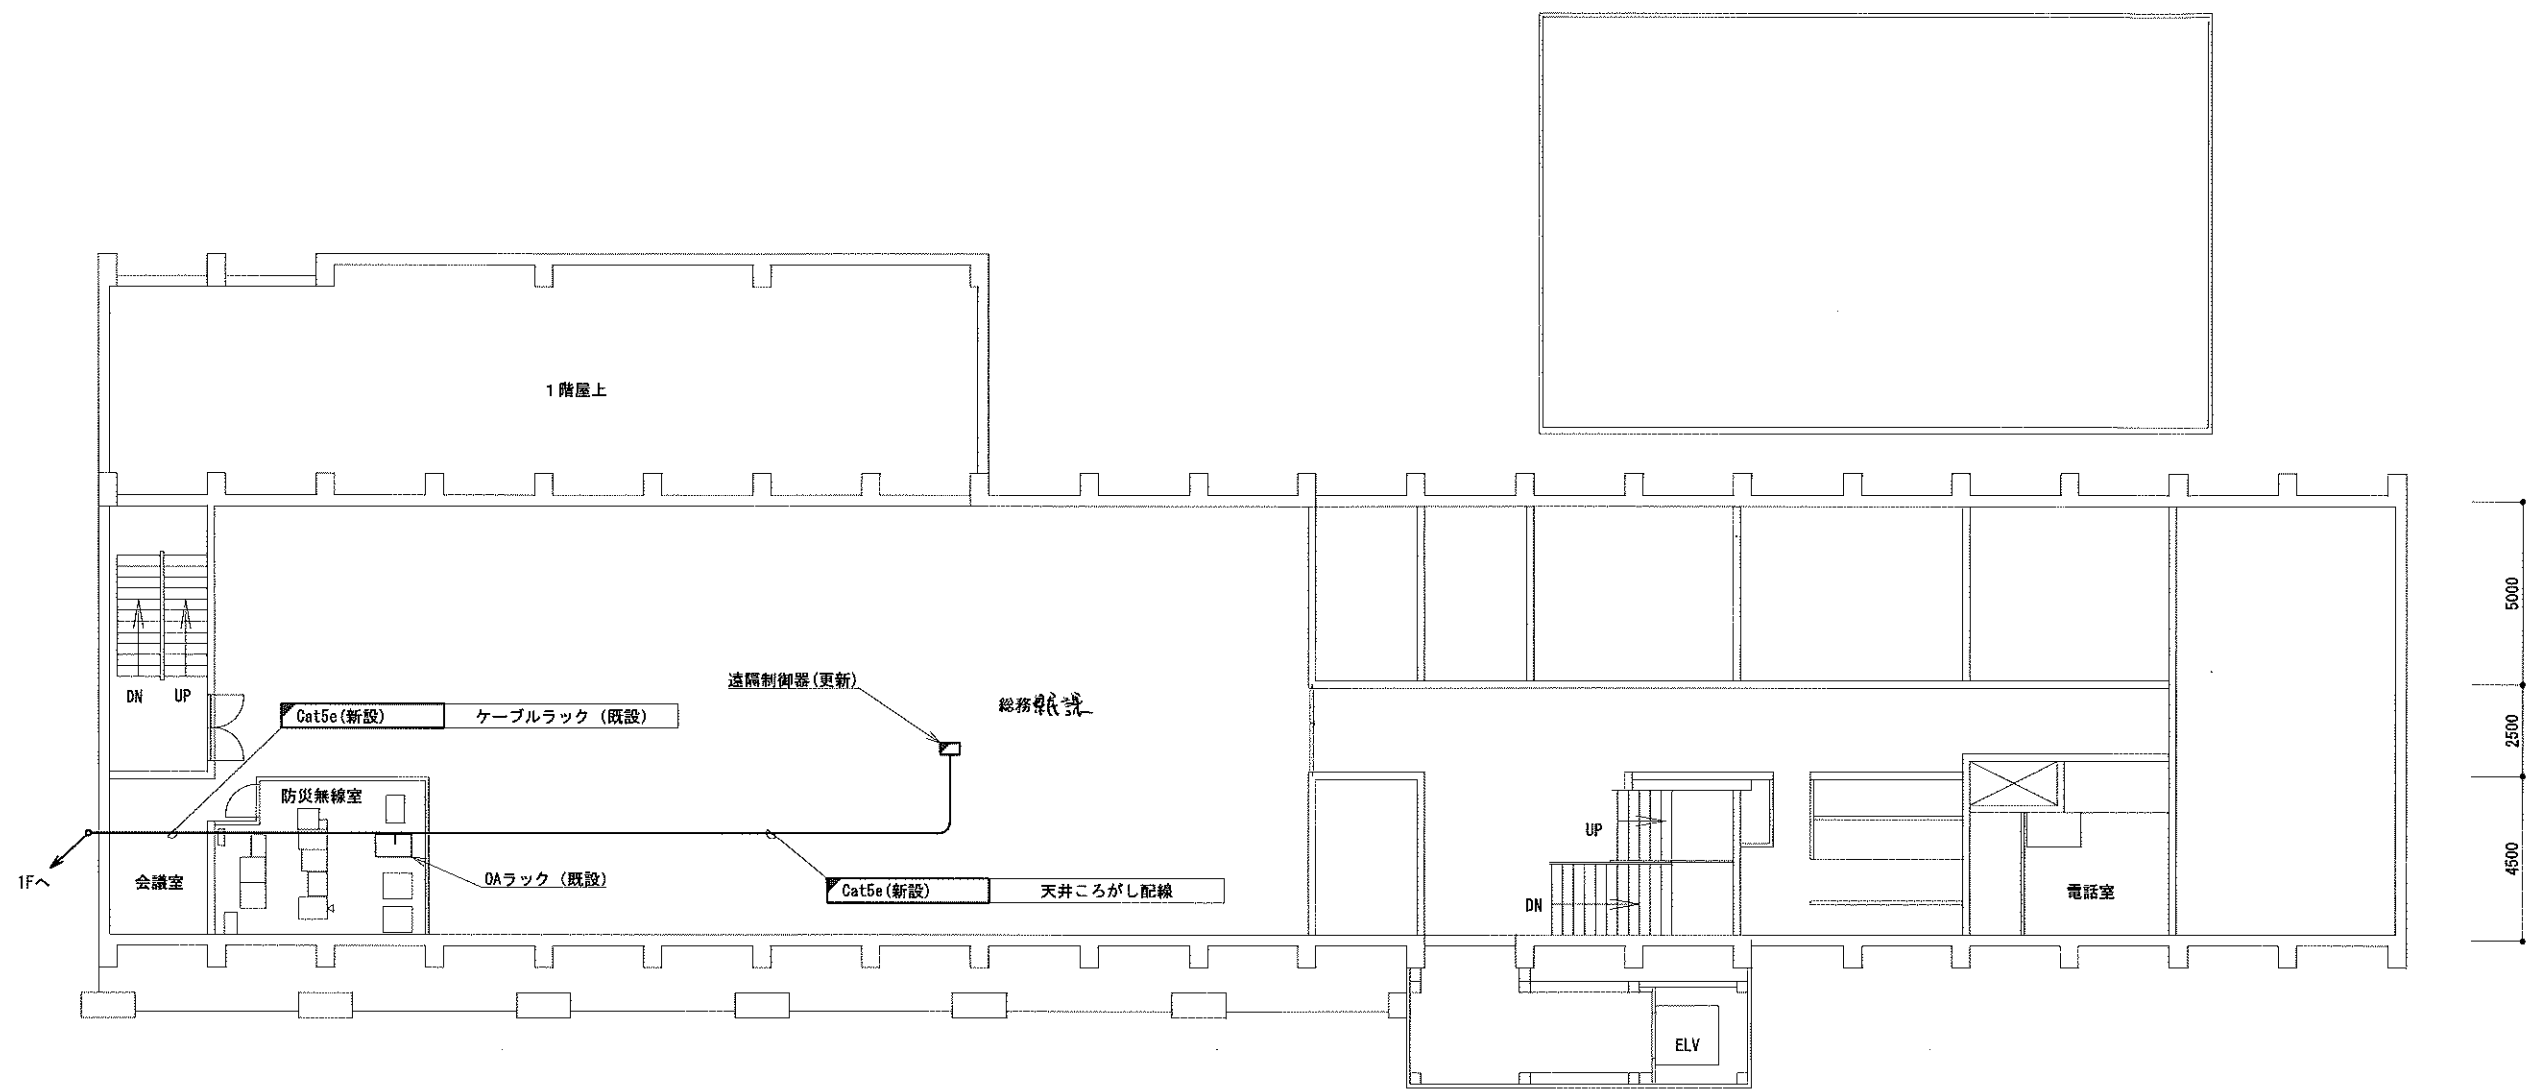 1階屋上
5000
DN
UP
遠隔制御器(更新)
総務
Cat5e(新設)
ケーブルラック (既設)
2500
防災無線室
UP
1Fへ
会議室
OAラック (既設)
Cat5e(新設)
天井ころがし配線
4500
電話室
DN
ELV